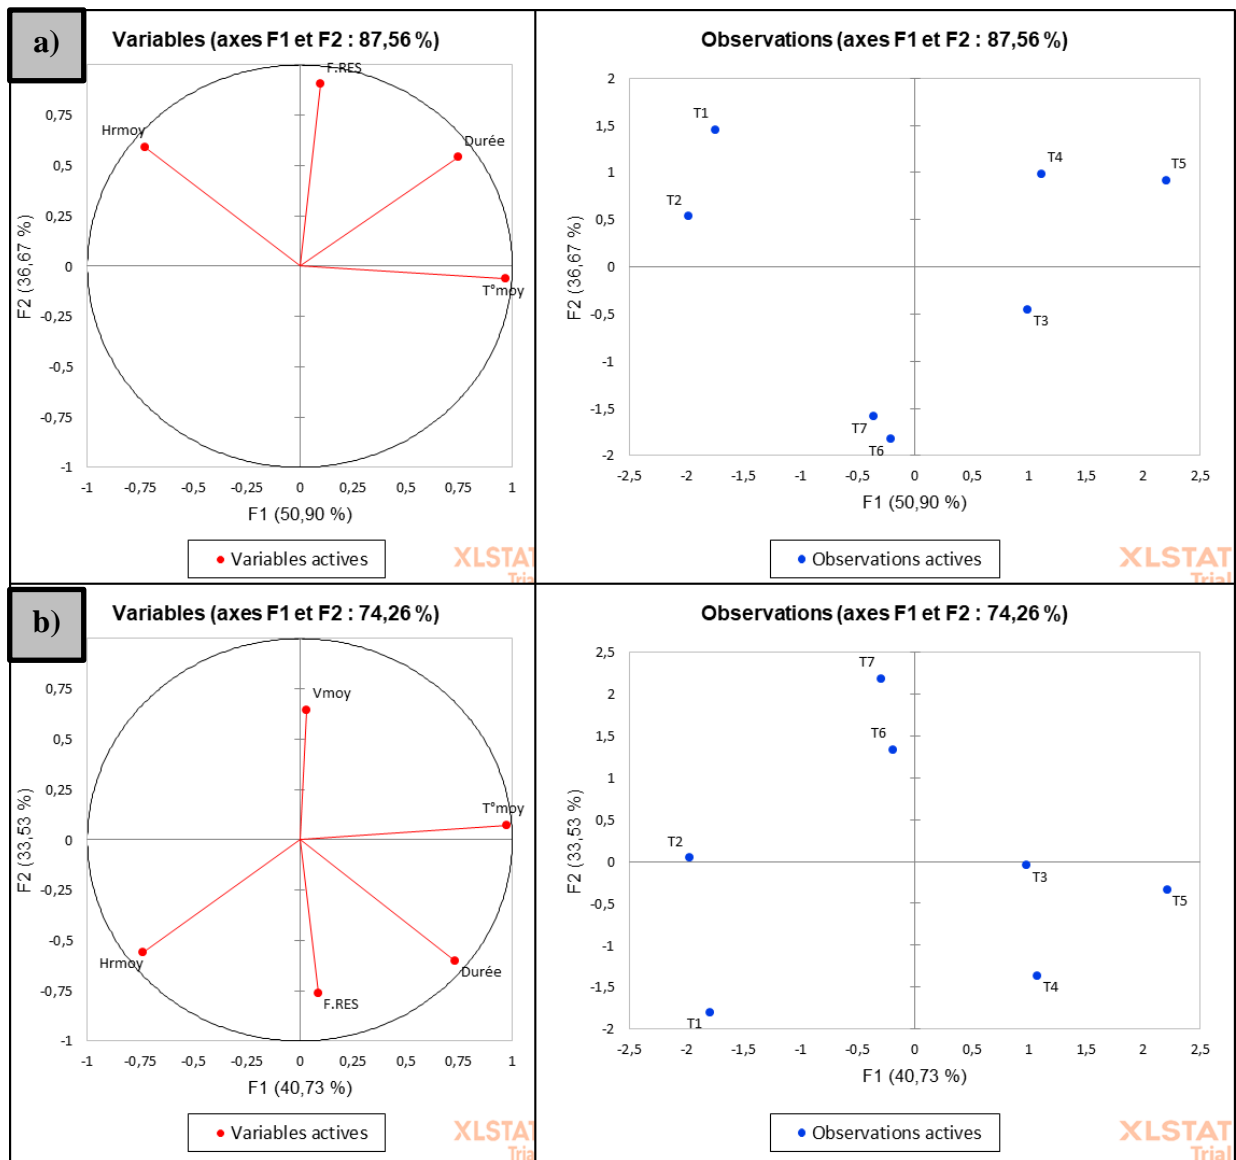 a)
Variables (axes F1 et F2 : 87,56 %)
F.RES
Hrmoy
Durée
T°moy
0,75
0,5
0,25
0
-0,25
-0,5
-0,75
-1
F2 (36,67 %)
-1 -0,75 -0,5 -0,25 0 0,25 0,5 0,75 1
F1 (50,90 %)
Variables actives
XLSTAT
Trial
Observations (axes F1 et F2 : 87,56 %)
2
1,5
1
0,5
0
-0,5
-1
-1,5
-2
F2 (36,67 %)
T1
T4
T5
T2
T3
T7
T6
-2,5 -2 -1,5 -1 -0,5 0 0,5 1 1,5 2 2,5
F1 (50,90 %)
Observations actives
XLSTAT
Trial
b)
Variables (axes F1 et F2 : 74,26 %)
Vmoy
T°moy
Hrmoy
Durée
F.RES
0,75
0,5
0,25
0
-0,25
-0,5
-0,75
-1
F2 (33,53 %)
-1 -0,75 -0,5 -0,25 0 0,25 0,5 0,75 1
F1 (40,73 %)
Variables actives
XLSTAT
Trial
Observations (axes F1 et F2 : 74,26 %)
2,5
2
1,5
1
0,5
0
-0,5
-1
-1,5
-2
F2 (33,53 %)
T7
T6
T2
T3
T5
T4
T1
-2,5 -2 -1,5 -1 -0,5 0 0,5 1 1,5 2 2,5
F1 (40,73 %)
Observations actives
XLSTAT
Trial